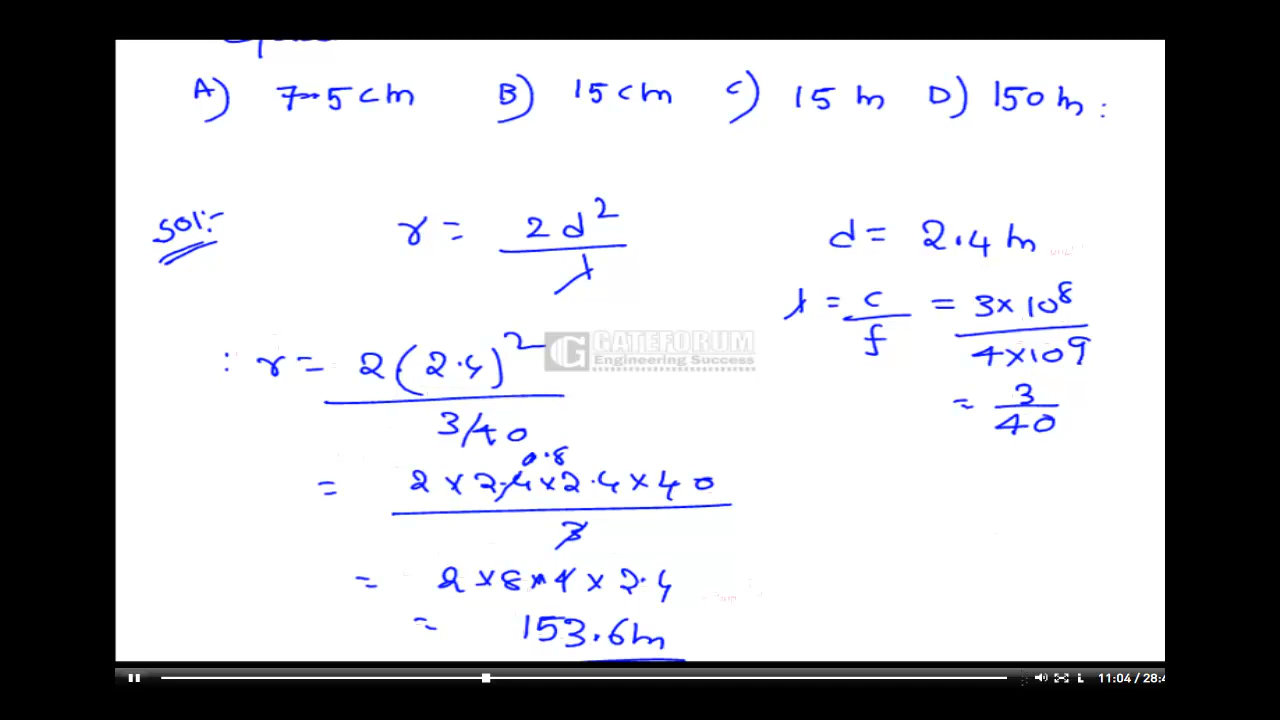 A) 7.5 cm B) 15 cm C) 15 m D) 150 m.
Sol:-
r = 2d² / λ
d = 2.4 m
λ = c / f = 3×10⁸ / 4×10⁹
= 3 / 40
GATEFORUM
Engineering Success
∴ r = 2(2.4)² / 3/40
0.8
= 2 × 2.4 × 2.4 × 40 / 3
= 2 × 8 × 4 × 2.4
= 153.6 m
11:04 / 28:4